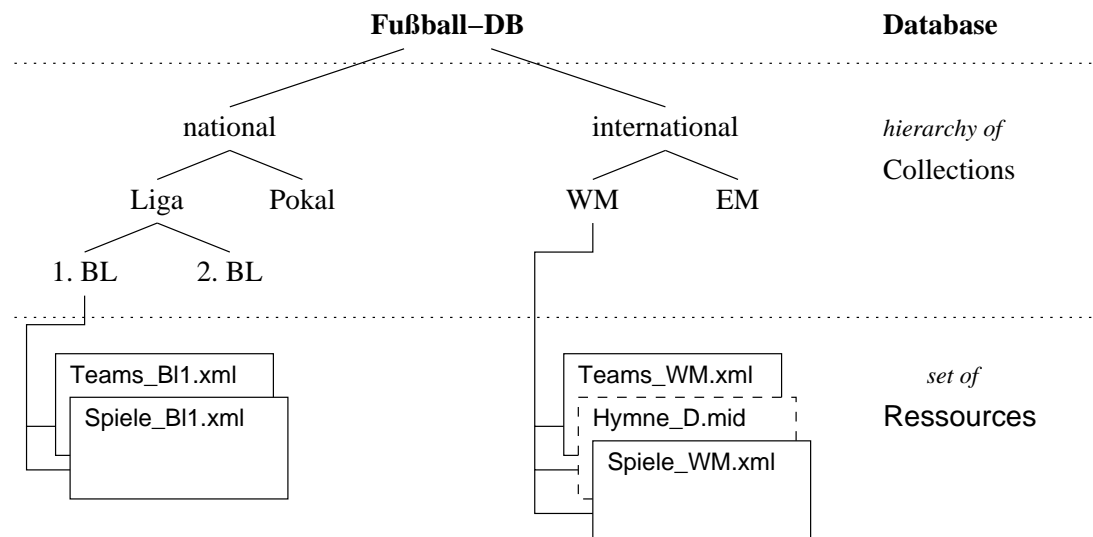 Fußball–DB Database
national international hierarchy of
Collections
Liga Pokal WM EM
1. BL 2. BL
Teams_Bl1.xml Teams_WM.xml set of
Spiele_Bl1.xml Hymne_D.mid Ressources
Spiele_WM.xml